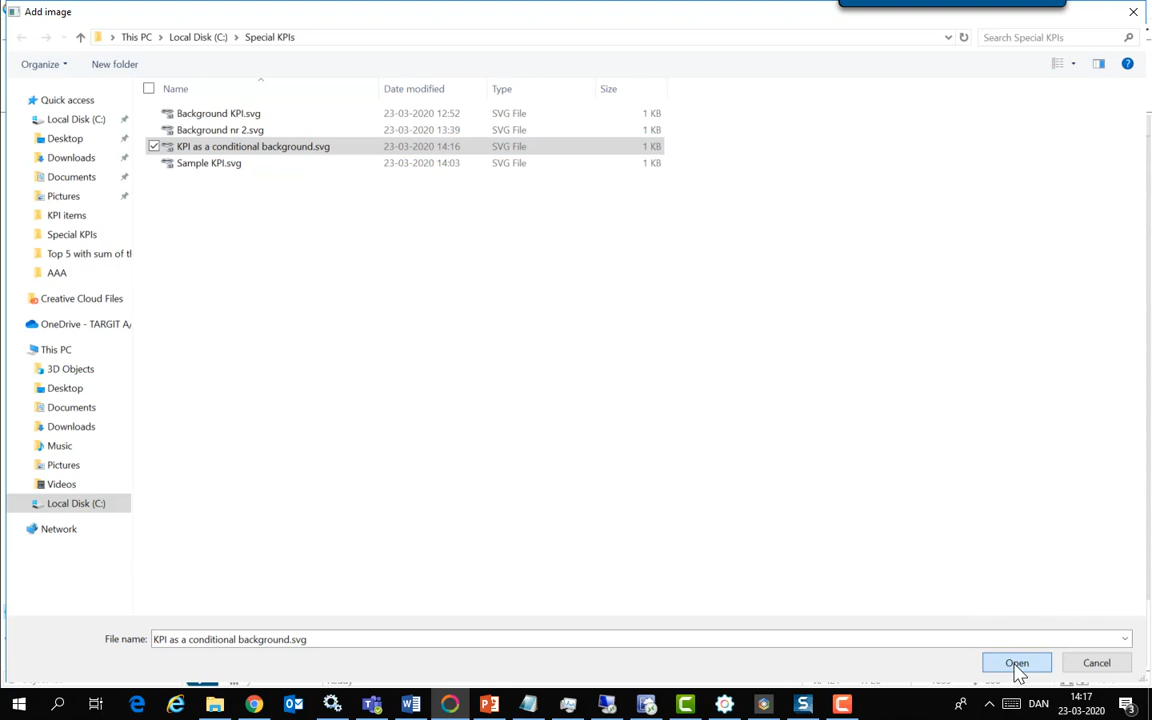 Add image
This PC > Local Disk (C:) > Special KPIs
Search Special KPIs
Organize
New folder
Name
Date modified
Type
Size
Quick access
Local Disk (C:)
Desktop
Downloads
Documents
Pictures
KPI items
Special KPIs
Top 5 with sum of th
AAA
Creative Cloud Files
OneDrive - TARGIT A/
This PC
3D Objects
Desktop
Documents
Downloads
Music
Pictures
Videos
Local Disk (C:)
Network
Background KPI.svg 23-03-2020 12:52 SVG File 1 KB
Background nr 2.svg 23-03-2020 13:39 SVG File 1 KB
KPI as a conditional background.svg 23-03-2020 14:16 SVG File 1 KB
Sample KPI.svg 23-03-2020 14:03 SVG File 1 KB
File name: KPI as a conditional background.svg
Open
Cancel
DAN
14:17
23-03-2020
3